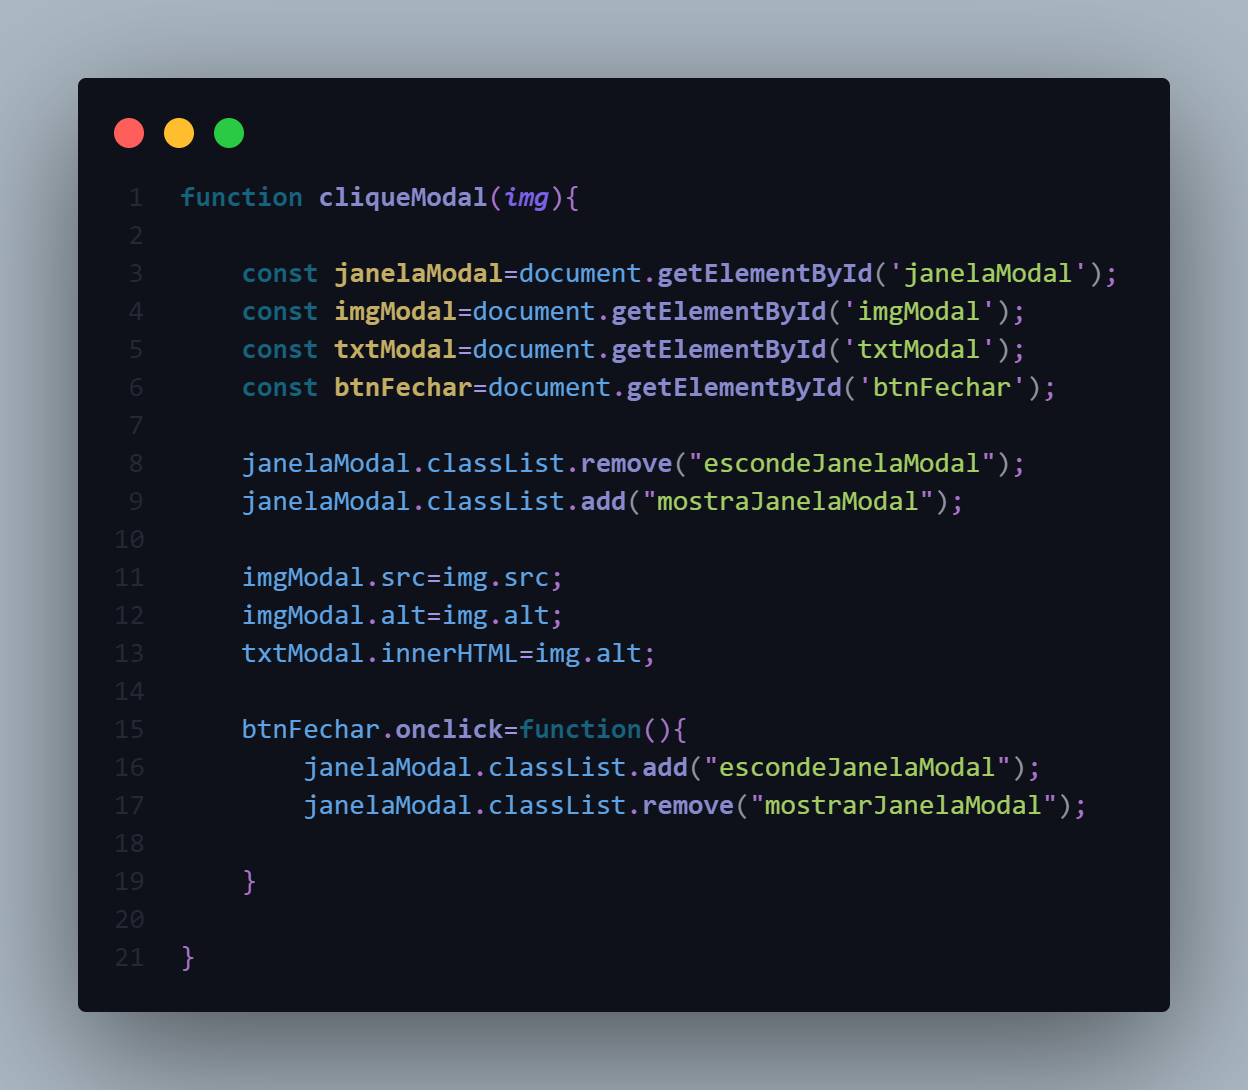 1 function cliqueModal(img){
2
3 const janelaModal=document.getElementById('janelaModal');
4 const imgModal=document.getElementById('imgModal');
5 const txtModal=document.getElementById('txtModal');
6 const btnFechar=document.getElementById('btnFechar');
7
8 janelaModal.classList.remove("escondeJanelaModal");
9 janelaModal.classList.add("mostraJanelaModal");
10
11 imgModal.src=img.src;
12 imgModal.alt=img.alt;
13 txtModal.innerHTML=img.alt;
14
15 btnFechar.onclick=function(){
16 janelaModal.classList.add("escondeJanelaModal");
17 janelaModal.classList.remove("mostrarJanelaModal");
18
19 }
20
21 }